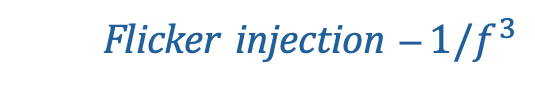 Flicker injection – 1/f³